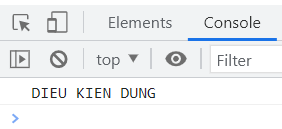 Elements Console
top Filter
DIEU KIEN DUNG